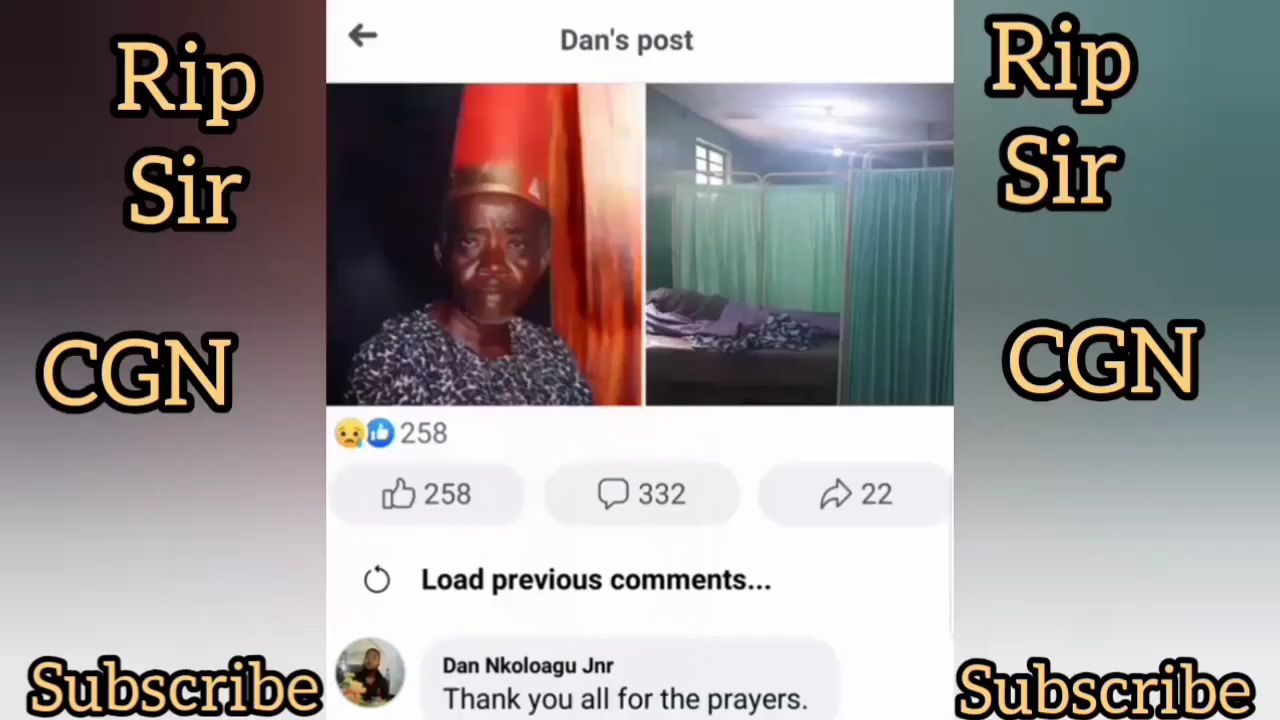 Rip
Sir
CGN
Subscribe
Dan's post
258
258
332
22
Load previous comments...
Dan Nkoloagu Jnr
Thank you all for the prayers.
Rip
Sir
CGN
Subscribe